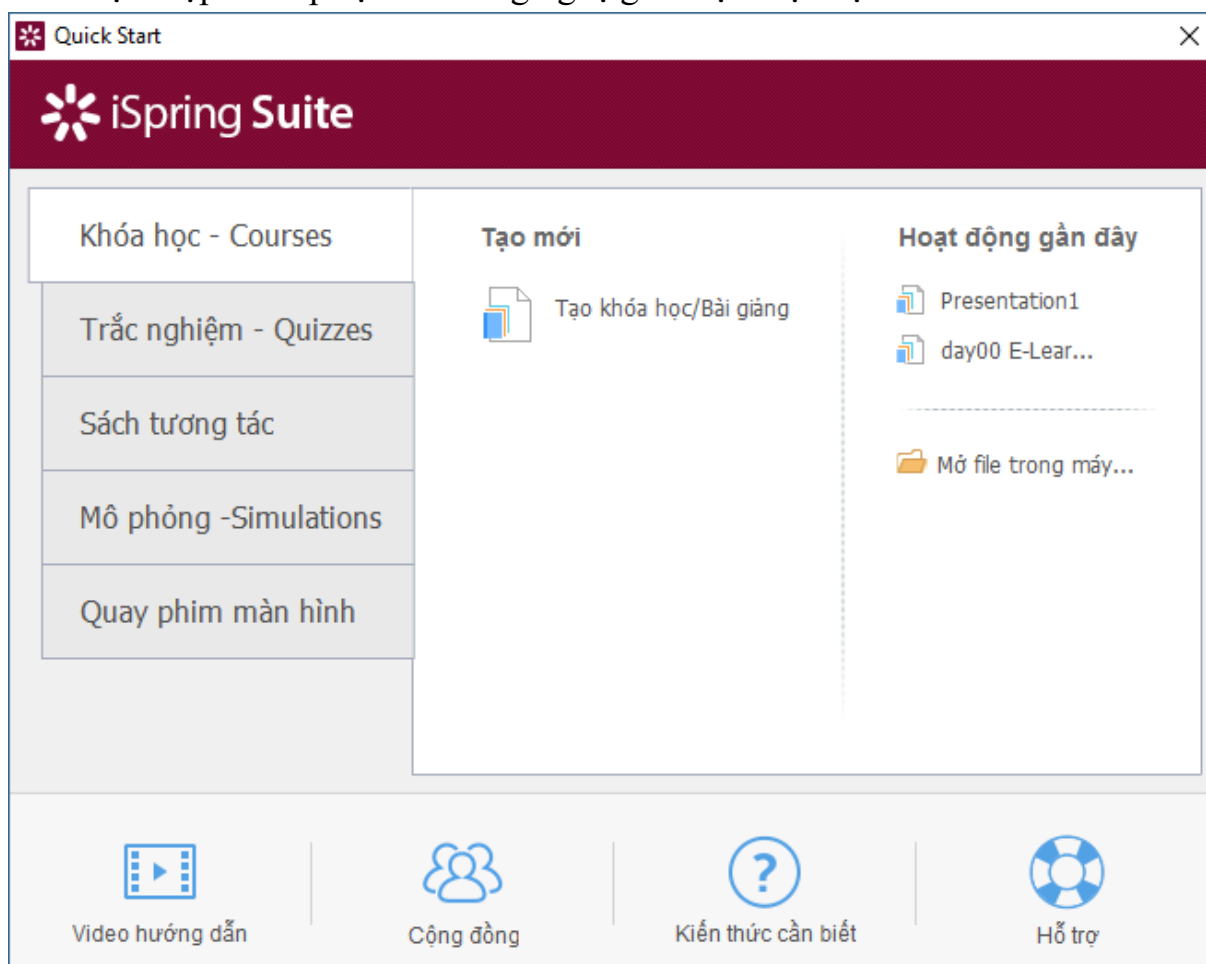 Quick Start
iSpring Suite
Khóa học - Courses
Trắc nghiệm - Quizzes
Sách tương tác
Mô phỏng -Simulations
Quay phim màn hình
Tạo mới
Tạo khóa học/Bài giảng
Hoạt động gần đây
Presentation1
day00 E-Lear...
Mở file trong máy...
Video hướng dẫn
Cộng đồng
Kiến thức cần biết
Hỗ trợ